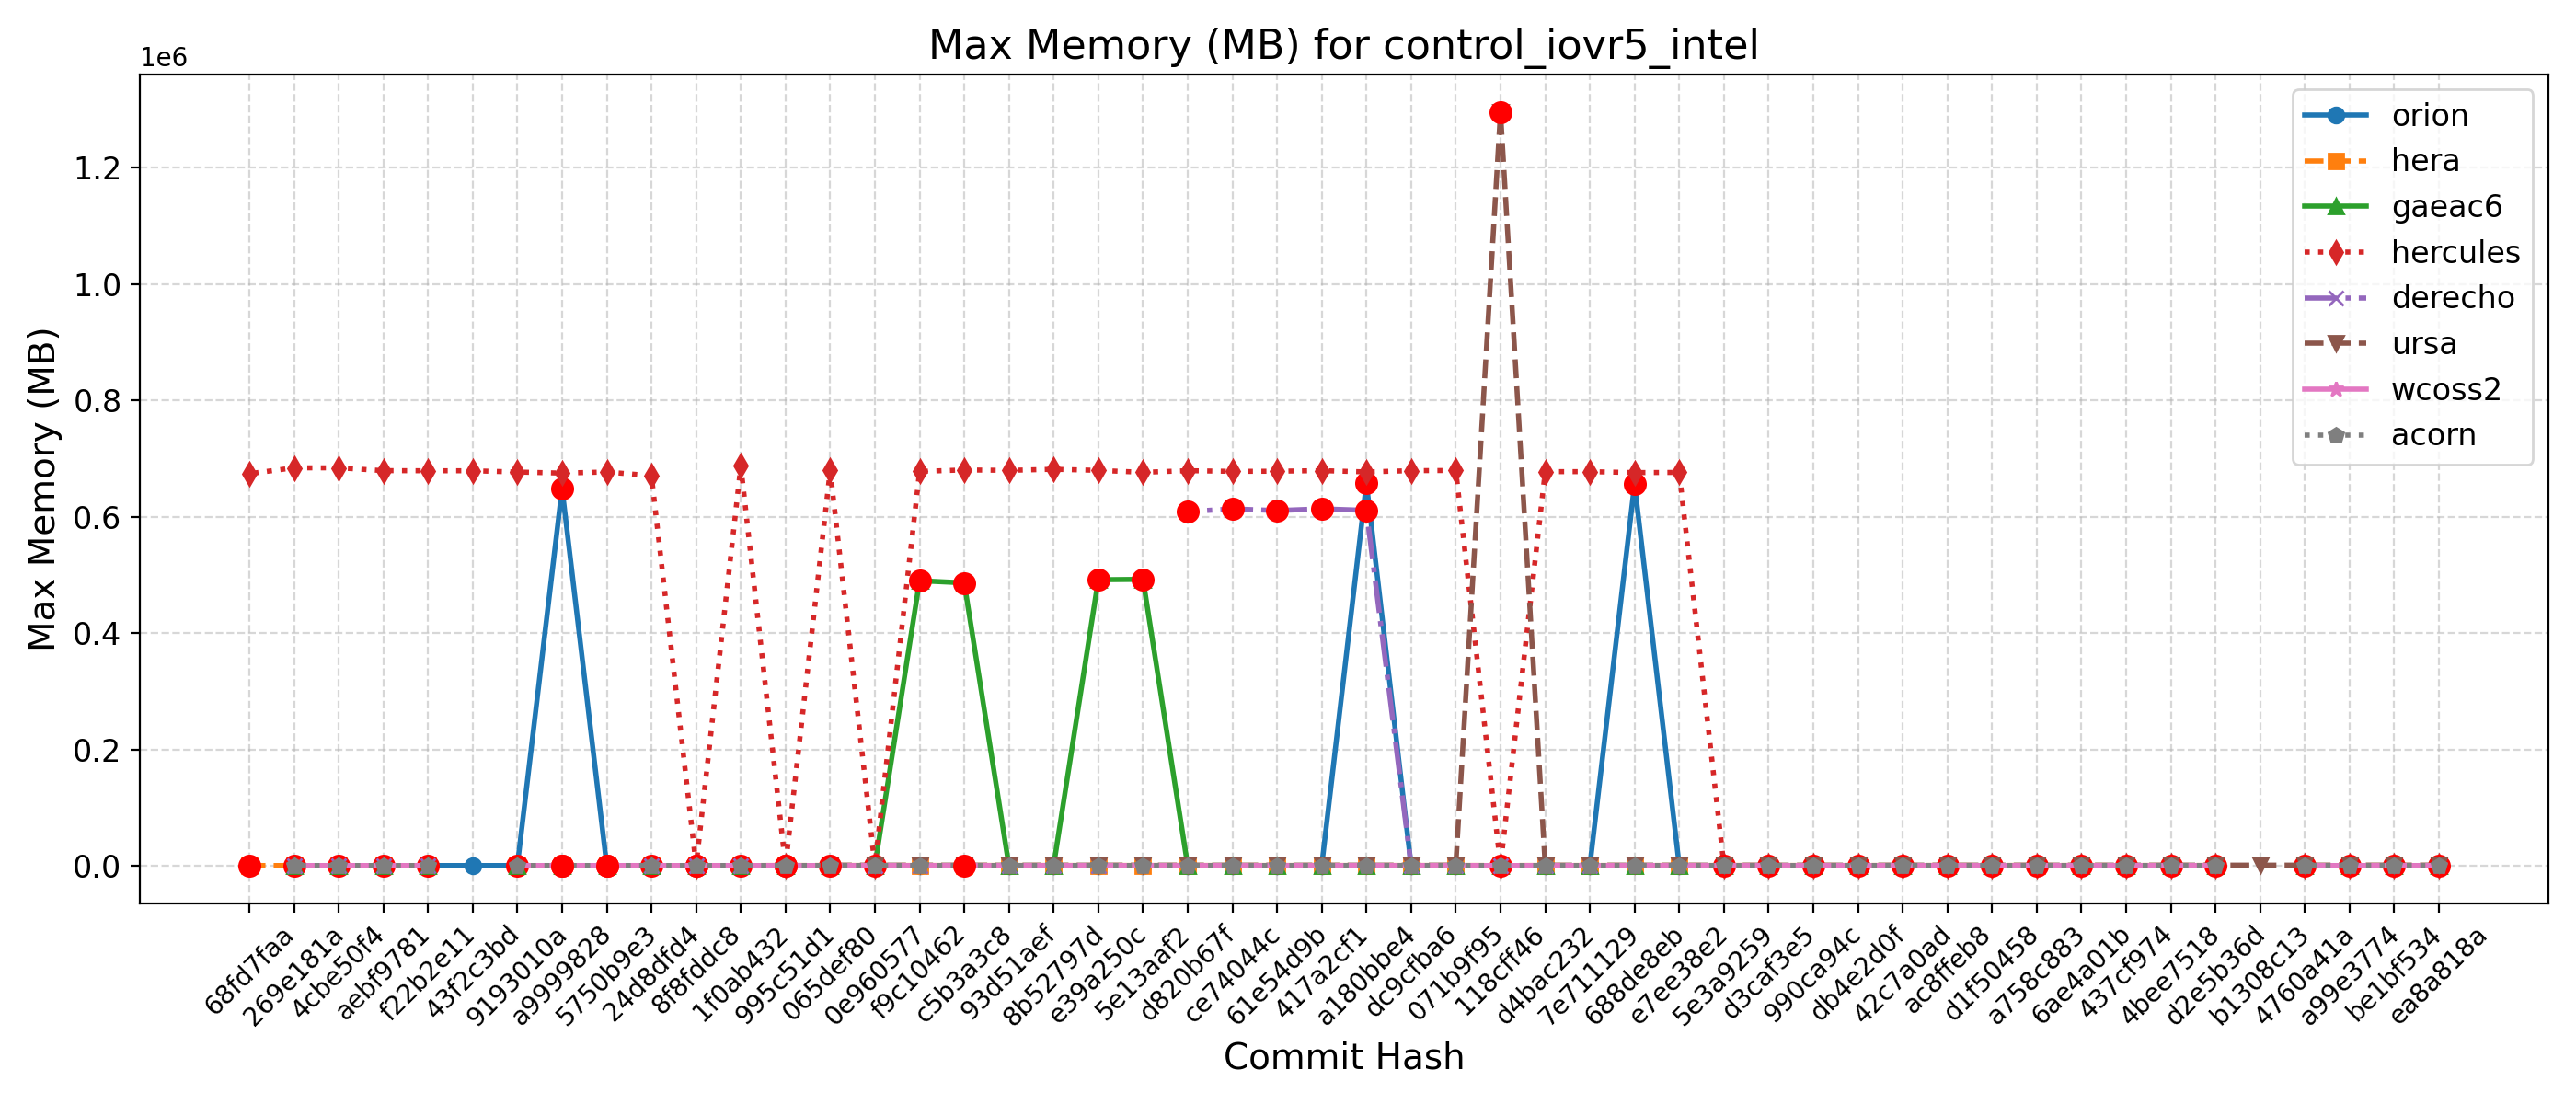 Max Memory (MB) for control_iovr5_intel
1e6
1.2
1.0
0.8
0.6
0.4
0.2
0.0
Max Memory (MB)
orion
hera
gaeac6
hercules
derecho
ursa
wcoss2
acorn
68fd7faa
269e181a
4cbe50f4
aebf9781
f22b2e11
43f2c3bd
9193010a
a9999828
5750b9e3
24d8dfd4
8f8fddc8
1f0ab432
995c51d1
065def80
0e960577
f9c10462
c5b3a3c8
93d51aef
8b52797d
e39a250c
5e13aaf2
d820b67f
ce74044c
61e54d9b
417a2cf1
a180bbe4
dc9cfba6
071b9f95
118cff46
d4bac232
7e711129
688de8eb
e7ee38e2
5e3a9259
d3caf3e5
990ca94c
db4e2d0f
42c7a0ad
ac8ffeb8
d1f50458
a758c883
6ae4a01b
437cf974
4bee7518
d2e5b36d
b1308c13
4760a41a
a99e3774
be1bf534
ea8a818a
Commit Hash